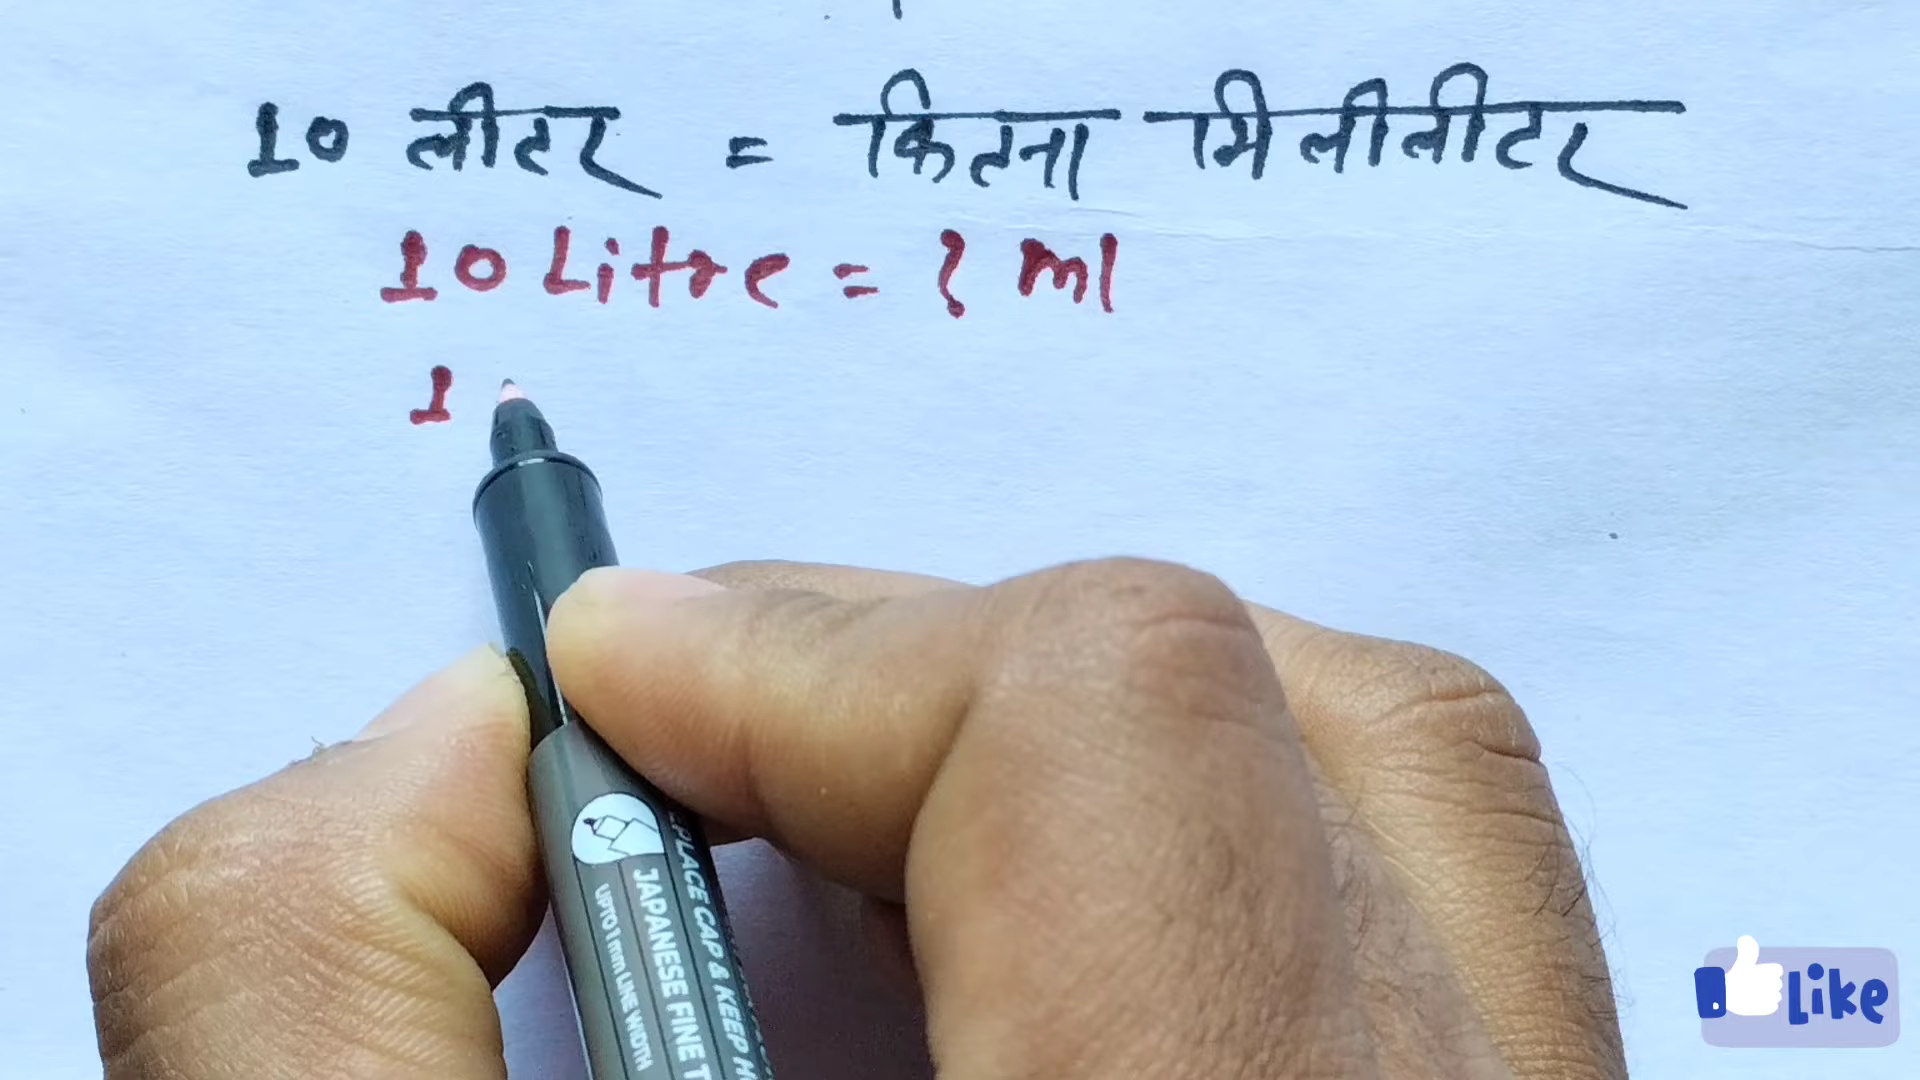 10 लीटर = कितना मिलीलीटर
10 Litre = ? ml
1
REPLACE CAP & KEEP H
JAPANESE FINE T
UPTO 1 mm LINE WIDTH
Like